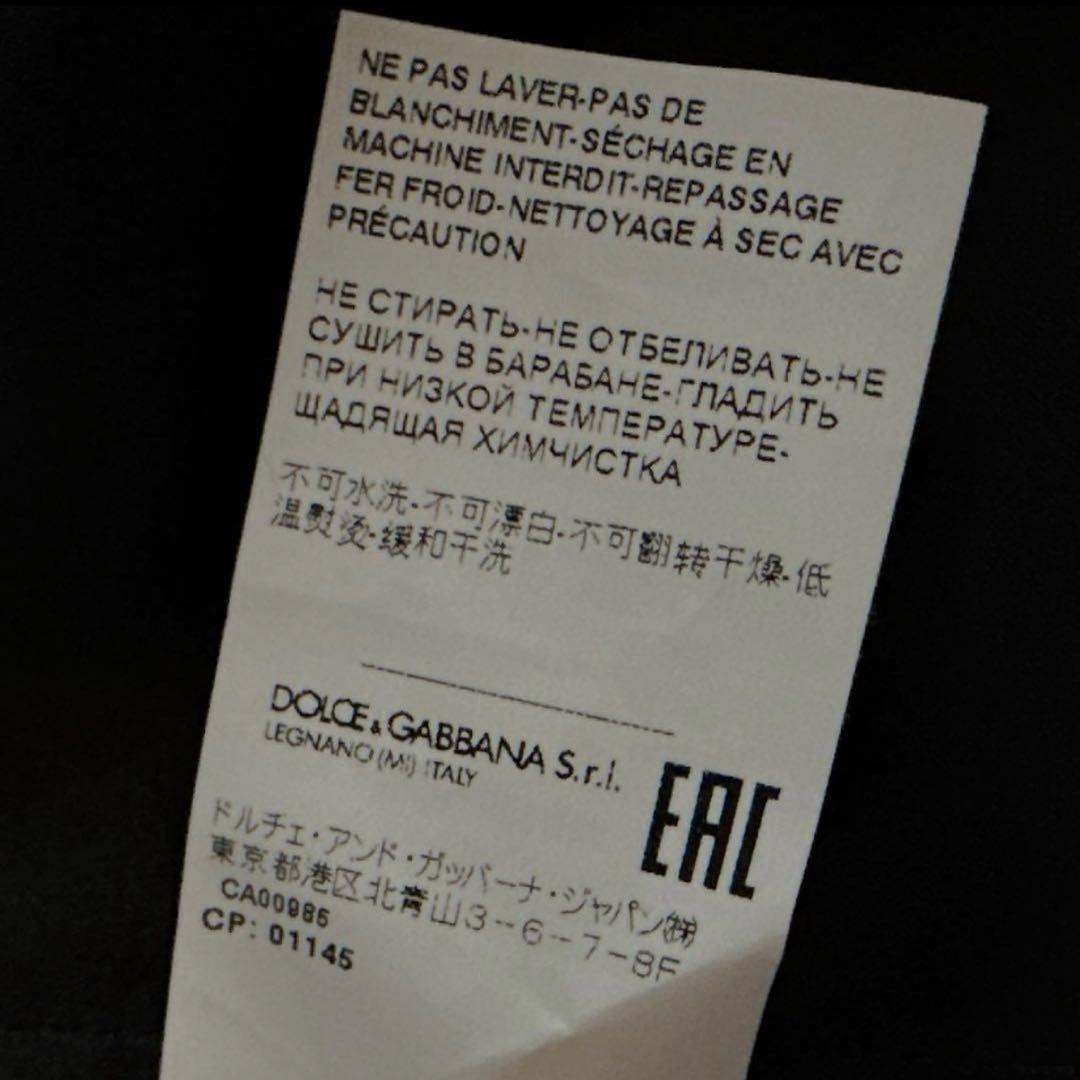 NE PAS LAVER-PAS DE
BLANCHIMENT-SÉCHAGE EN
MACHINE INTERDIT-REPASSAGE
FER FROID-NETTOYAGE À SEC AVEC
PRÉCAUTION
НЕ СТИРАТЬ-НЕ ОТБЕЛИВАТЬ-НЕ
СУШИТЬ В БАРАБАНЕ-ГЛАДИТЬ
ПРИ НИЗКОЙ ТЕМПЕРАТУРЕ-
ЩАДЯЩАЯ ХИМЧИСТКА
不可水洗-不可漂白-不可翻转干燥-低
温熨烫-缓和干洗
DOLCE & GABBANA S.r.l.
LEGNANO (MI) ITALY
EAC
ドルチェ・アンド・ガッバーナ・ジャパン㈱
東京都港区北青山3-6-7-8F
CA00985
CP: 01145